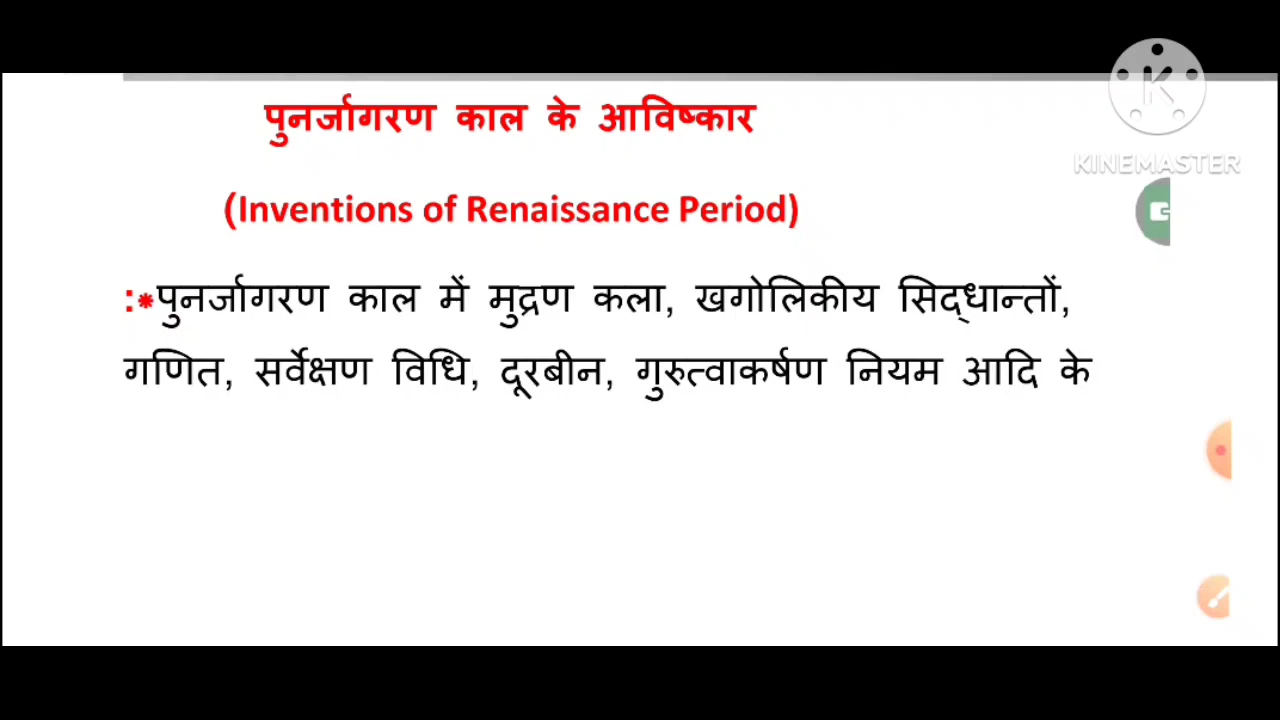 पुनर्जागरण काल के आविष्कार
KINEMASTER
(Inventions of Renaissance Period)
:*पुनर्जागरण काल में मुद्रण कला, खगोलिकीय सिद्धान्तों,
गणित, सर्वेक्षण विधि, दूरबीन, गुरुत्वाकर्षण नियम आदि के